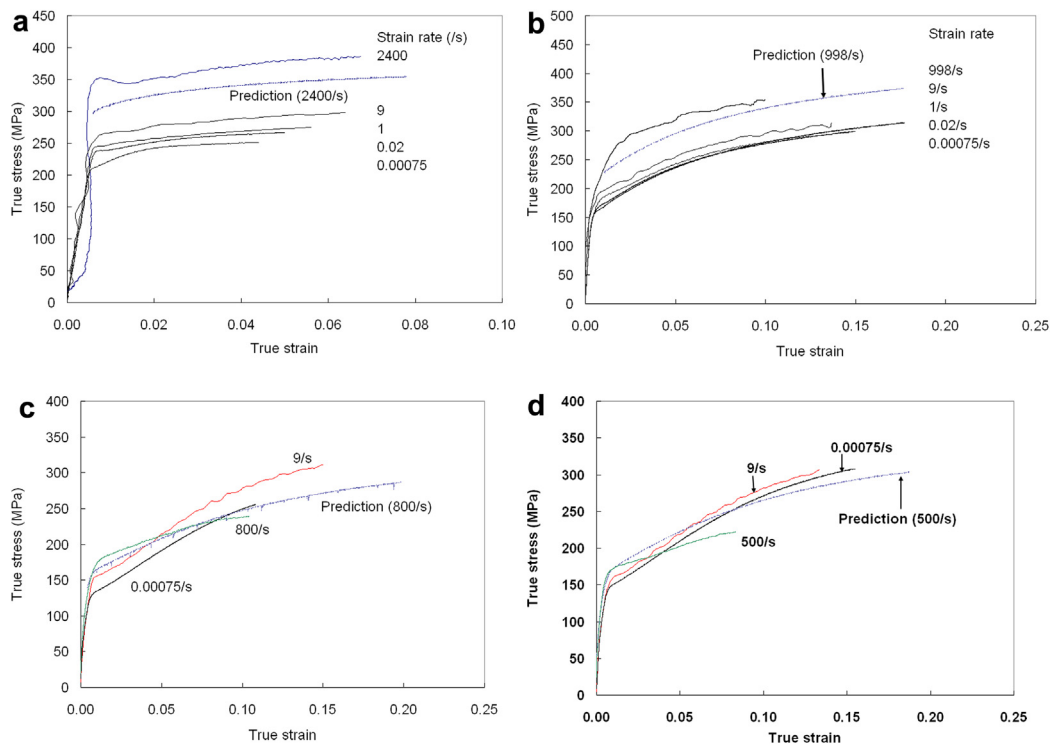 a
Strain rate (/s)
2400
Prediction (2400/s)
9
1
0.02
0.00075
400
350
300
250
200
150
100
50
0
True stress (MPa)
0.00 0.02 0.04 0.06 0.08 0.10
True strain
b
Strain rate
Prediction (998/s)
998/s
9/s
1/s
0.02/s
0.00075/s
500
450
400
350
300
250
200
150
100
50
0
True stress (MPa)
0.00 0.05 0.10 0.15 0.20 0.25
True strain
c
9/s
Prediction (800/s)
800/s
0.00075/s
400
350
300
250
200
150
100
50
0
True stress (MPa)
0.00 0.05 0.10 0.15 0.20 0.25
True strain
d
0.00075/s
9/s
Prediction (500/s)
500/s
400
350
300
250
200
150
100
50
0
True stress (MPa)
0.00 0.05 0.10 0.15 0.20 0.25
True strain